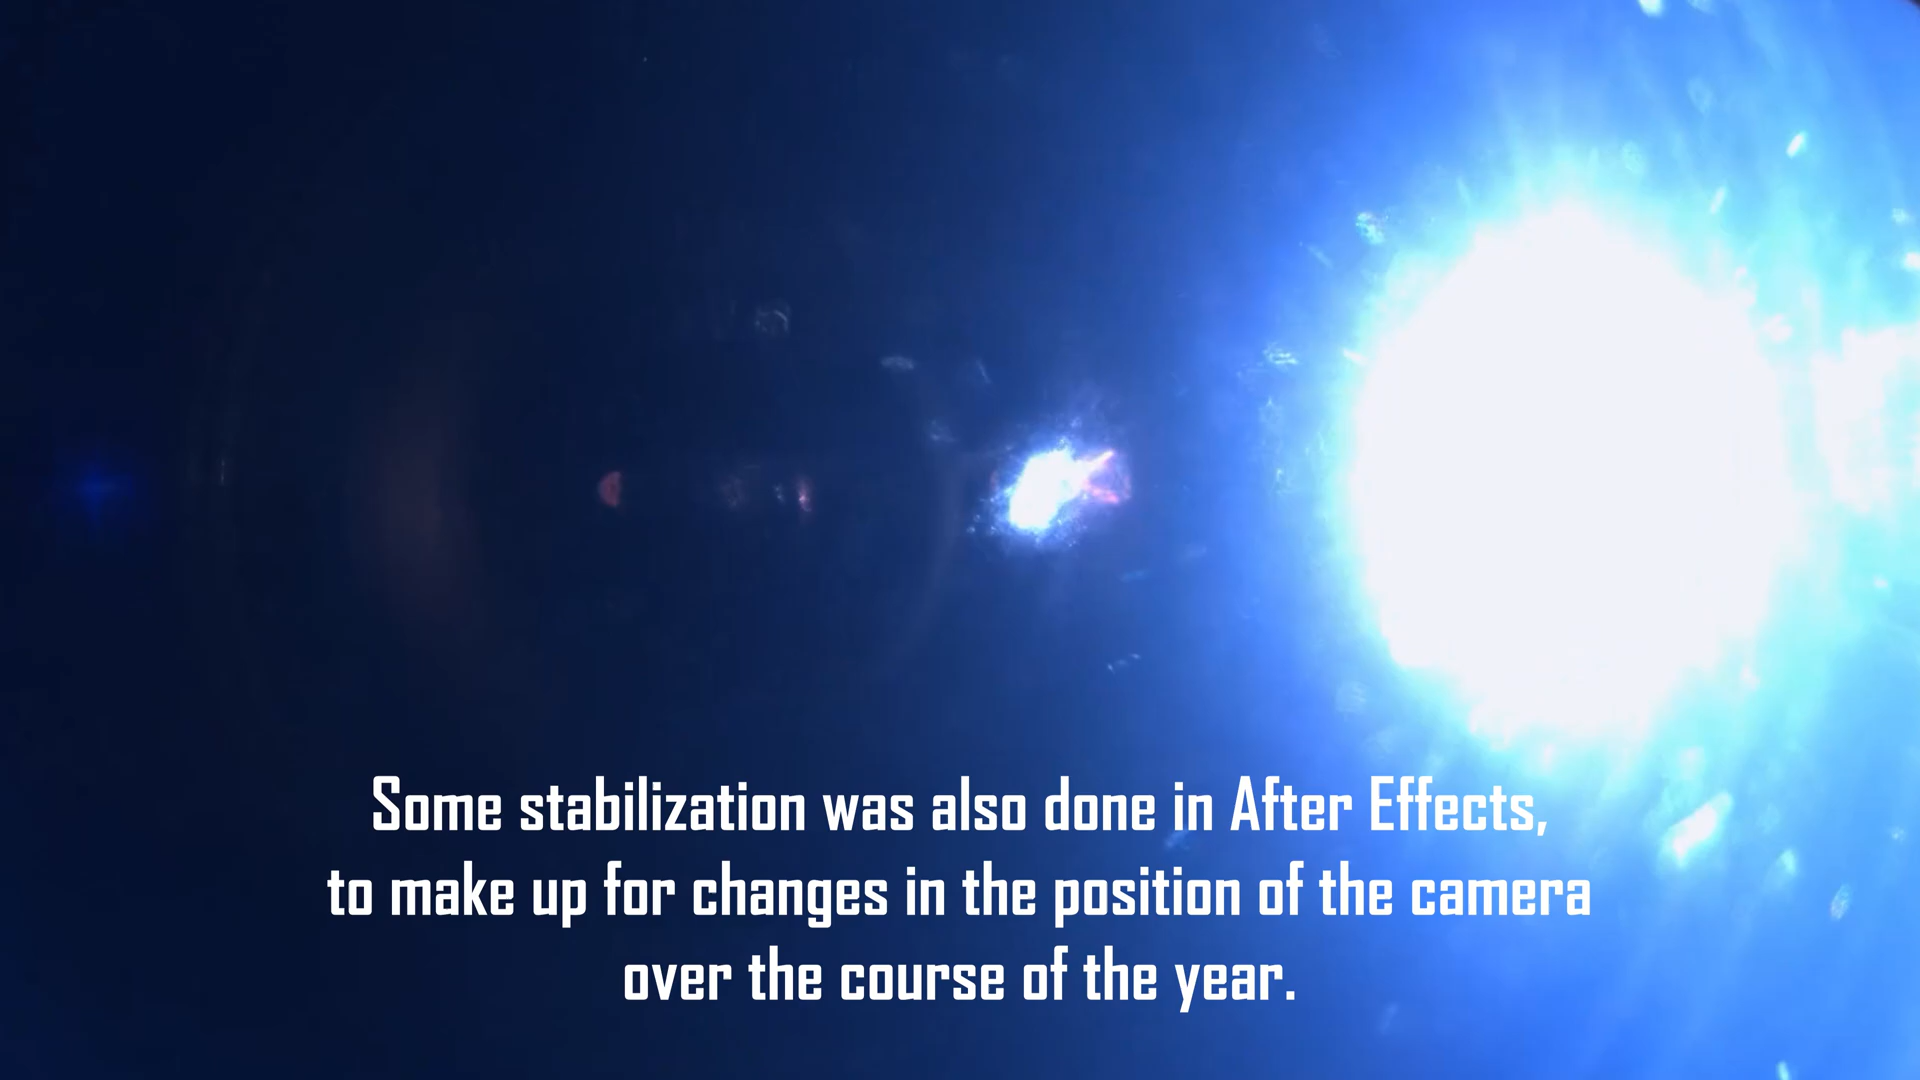 Some stabilization was also done in After Effects,
to make up for changes in the position of the camera
over the course of the year.